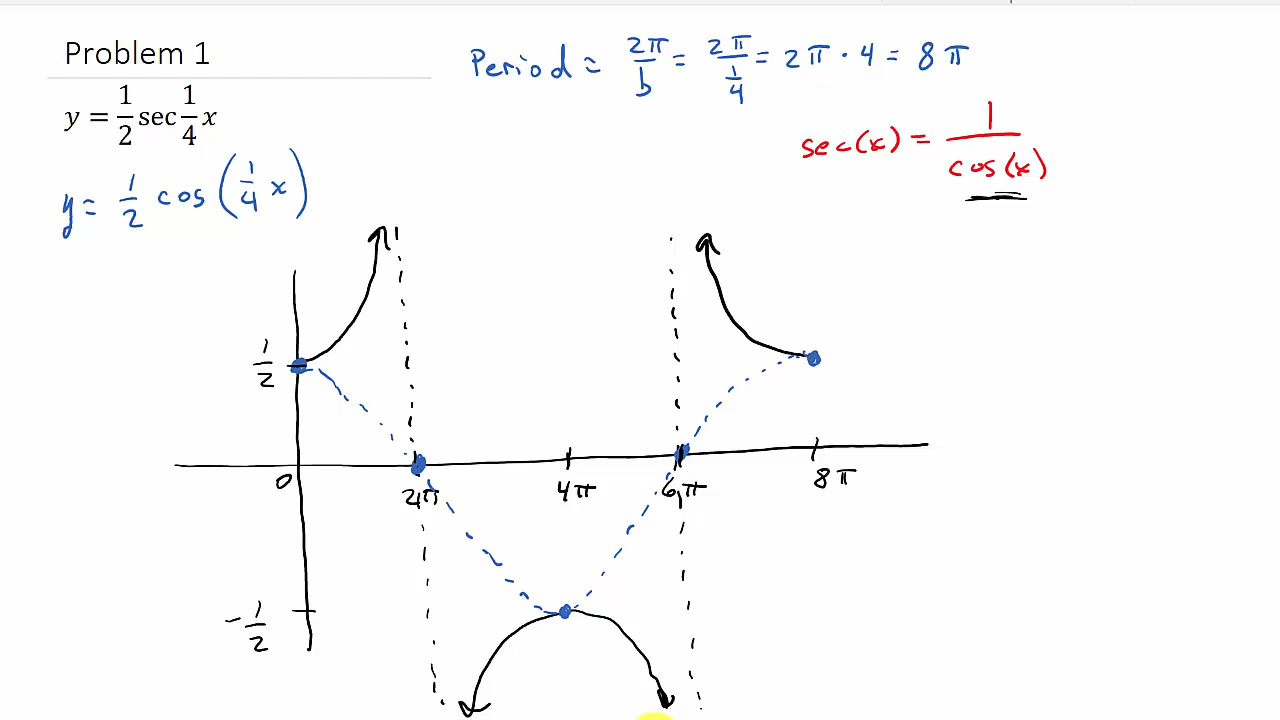 Problem 1
Period = 2π/b = 2π/(1/4) = 2π · 4 = 8π
y = 1/2 sec 1/4 x
sec(x) = 1/cos(x)
y = 1/2 cos(1/4 x)
1/2
0
2π
4π
6π
8π
-1/2